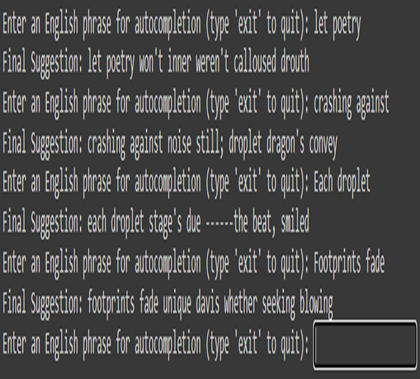 Enter an English phrase for autocompletion (type 'exit' to quit): let poetry
Final Suggestion: let poetry won't inner weren't calloused drouth
Enter an English phrase for autocompletion (type 'exit' to quit): crashing against
Final Suggestion: crashing against noise still; droplet dragon's convey
Enter an English phrase for autocompletion (type 'exit' to quit): Each droplet
Final Suggestion: each droplet stage's due ------the beat, smiled
Enter an English phrase for autocompletion (type 'exit' to quit): Footprints fade
Final Suggestion: footprints fade unique davis whether seeking blowing
Enter an English phrase for autocompletion (type 'exit' to quit):